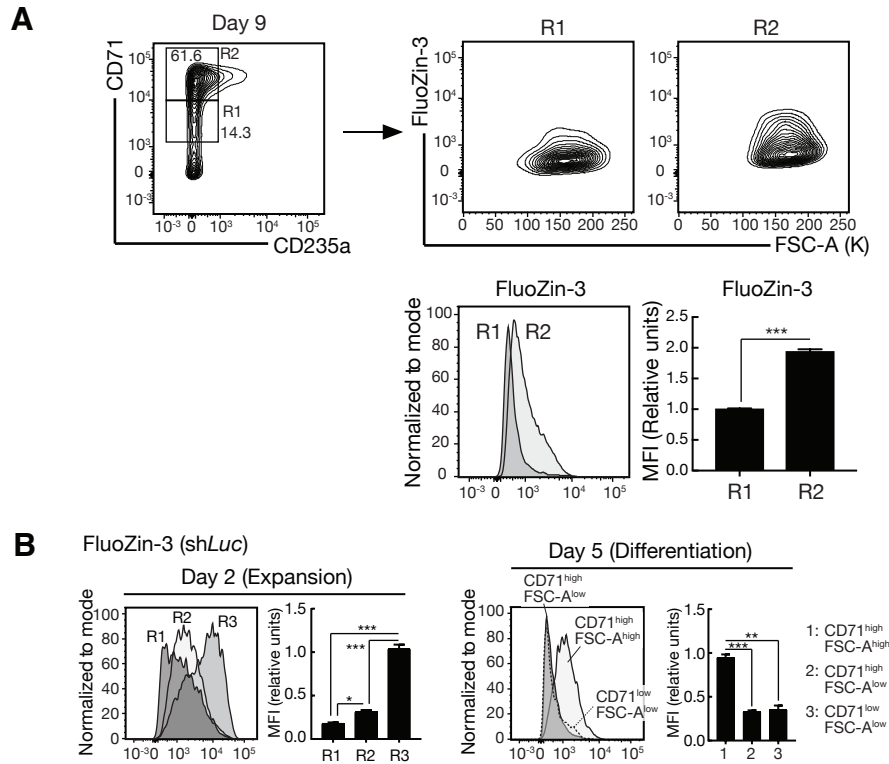 A
Day 9
CD71
10⁵
10⁴
10³
0
10⁻³
61.6
R2
R1
14.3
10⁻³ 0 10³ 10⁴ 10⁵
CD235a
R1
R2
FluoZin-3
10⁵
10⁴
10³
0
10⁻³
0 50 100 150 200 250
0 50 100 150 200 250
FSC-A (K)
FluoZin-3
Normalized to mode
100
80
60
40
20
0
R1 R2
10⁻³ 0 10³ 10⁴ 10⁵
FluoZin-3
MFI (Relative units)
2.5
2.0
1.5
1.0
0.5
0.0
***
R1 R2
B
FluoZin-3 (shLuc)
Day 2 (Expansion)
Normalized to mode
100
80
60
40
20
0
R1
R2
R3
10⁻³ 0 10³ 10⁴ 10⁵
MFI (relative units)
1.5
1.0
0.5
0.0
***
***
*
R1 R2 R3
Day 5 (Differentiation)
Normalized to mode
100
80
60
40
20
0
CD71ʰⁱᵍʰ
FSC-Aˡᵒʷ
CD71ʰⁱᵍʰ
FSC-Aʰⁱᵍʰ
CD71ˡᵒʷ
FSC-Aˡᵒʷ
10⁻³ 0 10³ 10⁴ 10⁵
MFI (relative units)
1.5
1.0
0.5
0.0
**
***
1 2 3
1: CD71ʰⁱᵍʰ
FSC-Aʰⁱᵍʰ
2: CD71ʰⁱᵍʰ
FSC-Aˡᵒʷ
3: CD71ˡᵒʷ
FSC-Aˡᵒʷ